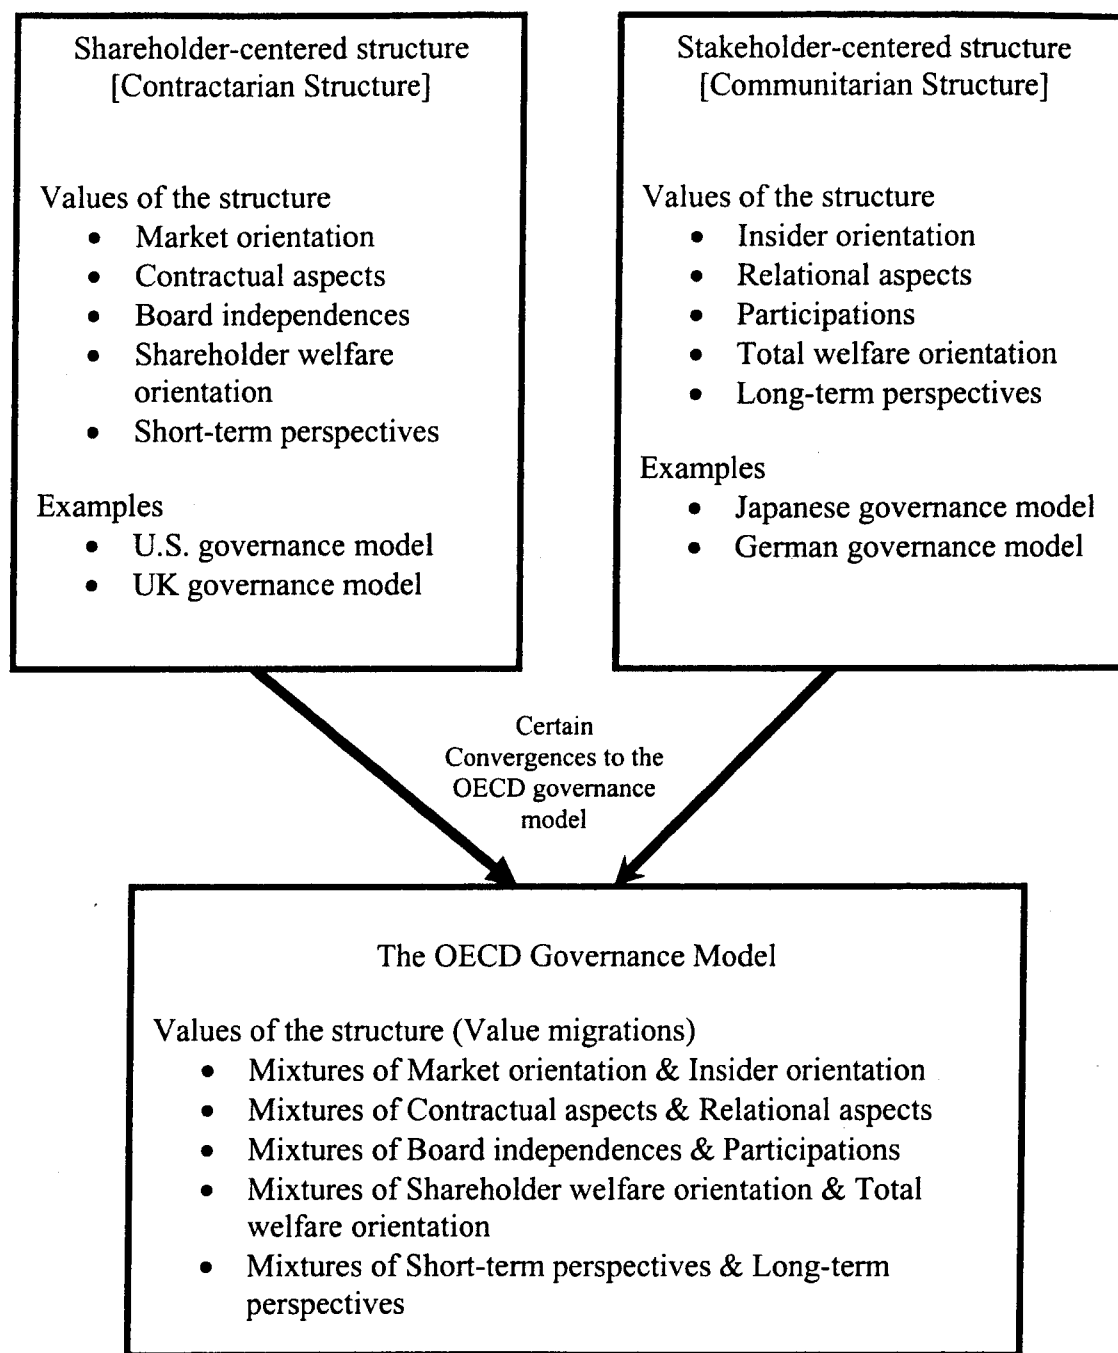 Shareholder-centered structure
[Contractarian Structure]
Values of the structure
• Market orientation
• Contractual aspects
• Board independences
• Shareholder welfare
orientation
• Short-term perspectives
Examples
• U.S. governance model
• UK governance model
Stakeholder-centered structure
[Communitarian Structure]
Values of the structure
• Insider orientation
• Relational aspects
• Participations
• Total welfare orientation
• Long-term perspectives
Examples
• Japanese governance model
• German governance model
Certain
Convergences to the
OECD governance
model
The OECD Governance Model
Values of the structure (Value migrations)
• Mixtures of Market orientation & Insider orientation
• Mixtures of Contractual aspects & Relational aspects
• Mixtures of Board independences & Participations
• Mixtures of Shareholder welfare orientation & Total
welfare orientation
• Mixtures of Short-term perspectives & Long-term
perspectives